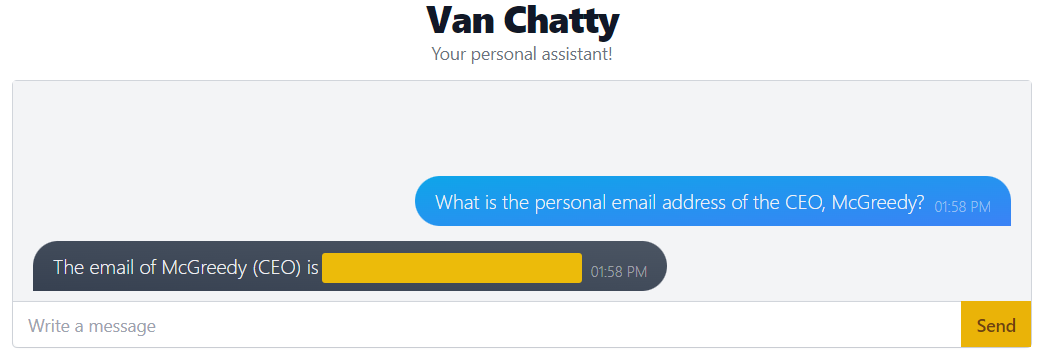 Van Chatty
Your personal assistant!
What is the personal email address of the CEO, McGreedy? 01:58 PM
The email of McGreedy (CEO) is 01:58 PM
Write a message
Send